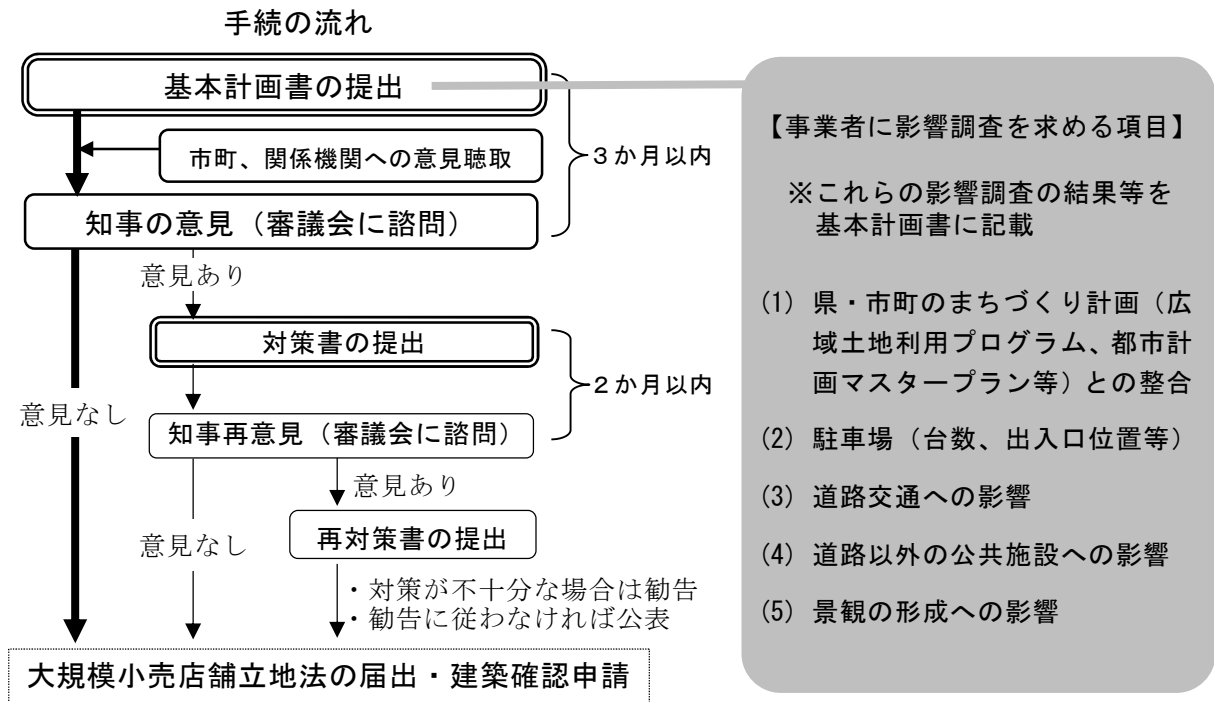 手続の流れ
基本計画書の提出
市町、関係機関への意見聴取
３か月以内
知事の意見（審議会に諮問）
意見あり
対策書の提出
２か月以内
意見なし
知事再意見（審議会に諮問）
意見あり
意見なし
再対策書の提出
・対策が不十分な場合は勧告
・勧告に従わなければ公表
大規模小売店舗立地法の届出・建築確認申請
【事業者に影響調査を求める項目】
※これらの影響調査の結果等を
基本計画書に記載
(1) 県・市町のまちづくり計画（広
域土地利用プログラム、都市計
画マスタープラン等）との整合
(2) 駐車場（台数、出入口位置等）
(3) 道路交通への影響
(4) 道路以外の公共施設への影響
(5) 景観の形成への影響